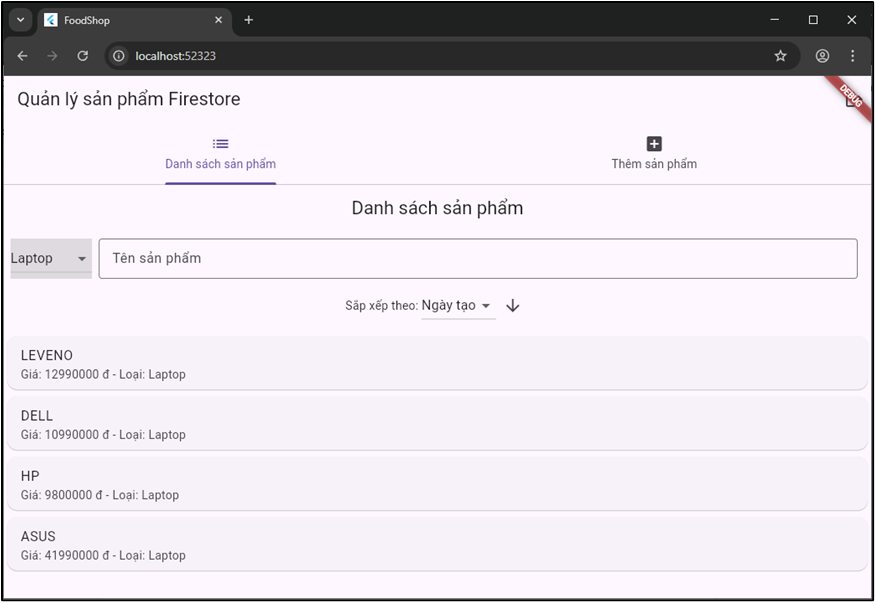 FoodShop
localhost:52323
Quản lý sản phẩm Firestore
DEBUG
Danh sách sản phẩm
Thêm sản phẩm
Danh sách sản phẩm
Laptop
Tên sản phẩm
Sắp xếp theo: Ngày tạo
LEVENO
Giá: 12990000 đ - Loại: Laptop
DELL
Giá: 10990000 đ - Loại: Laptop
HP
Giá: 9800000 đ - Loại: Laptop
ASUS
Giá: 41990000 đ - Loại: Laptop